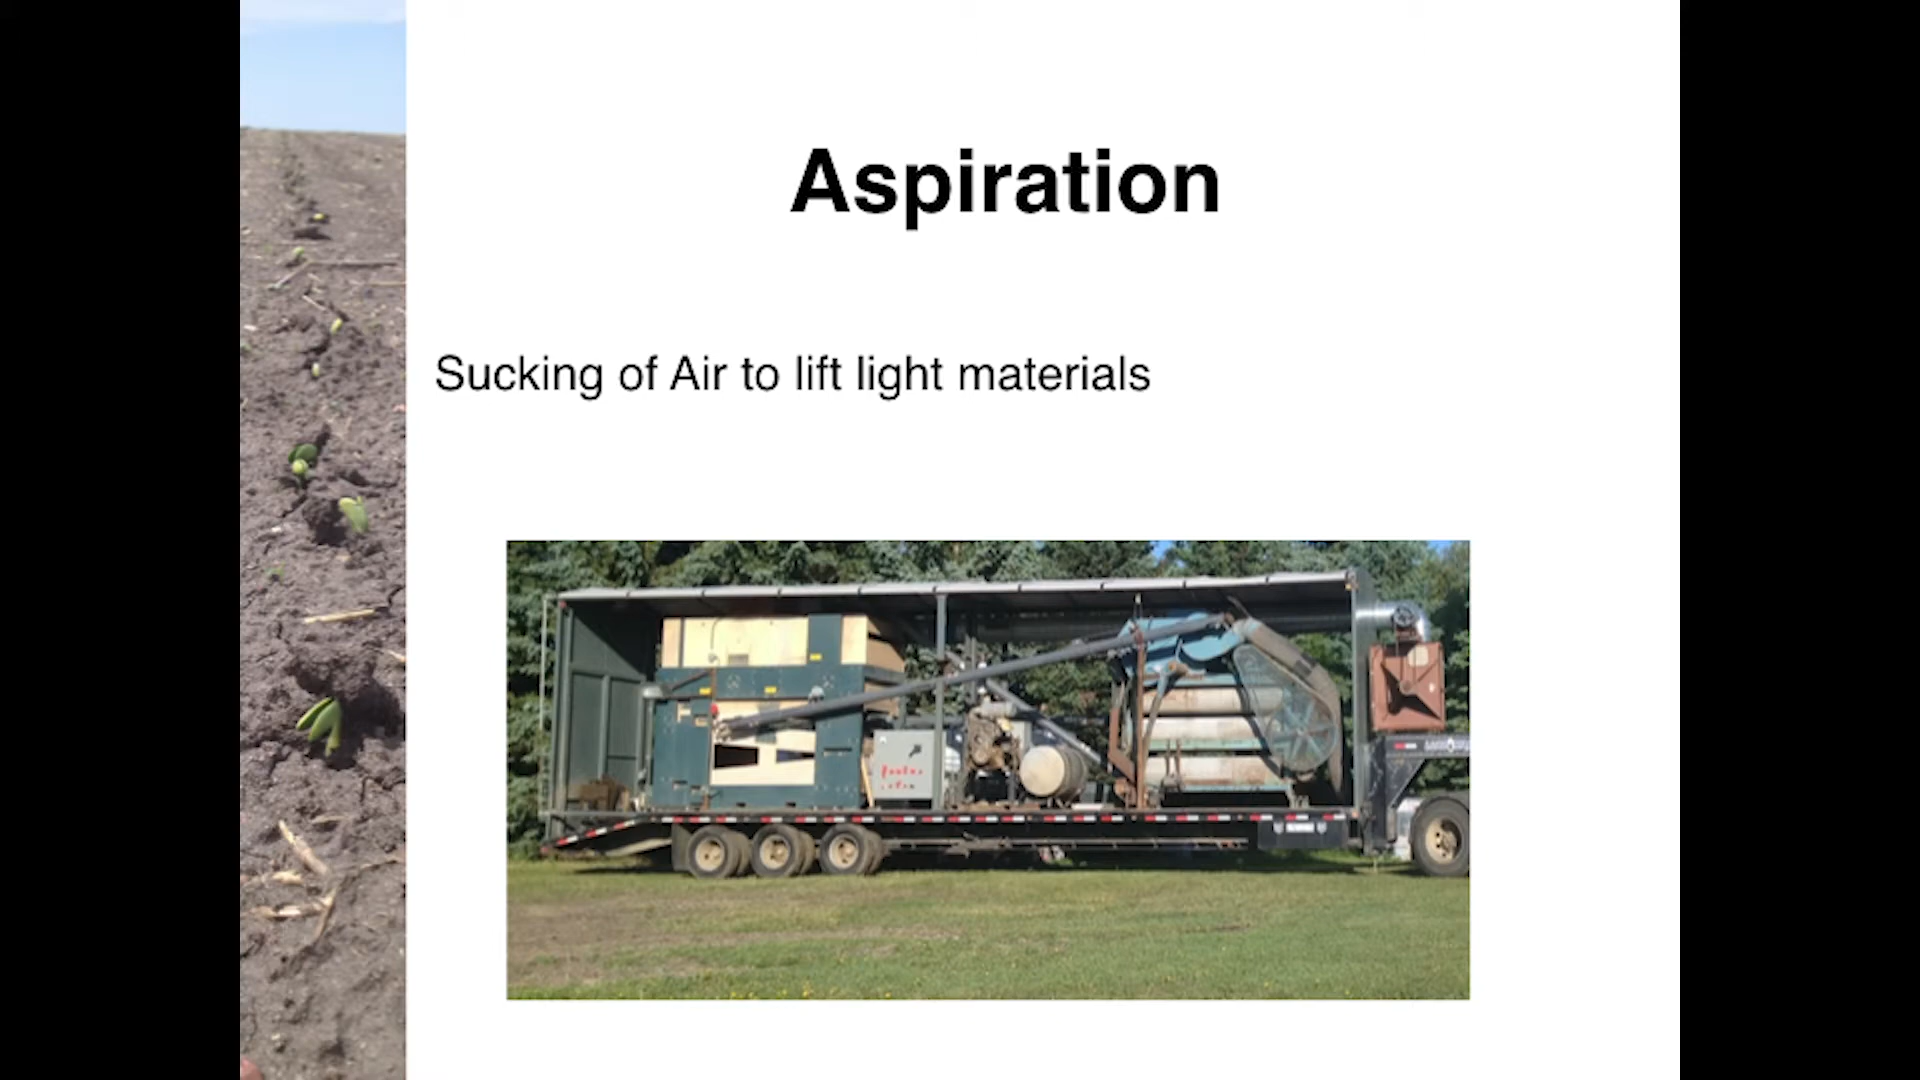 Aspiration
Sucking of Air to lift light materials